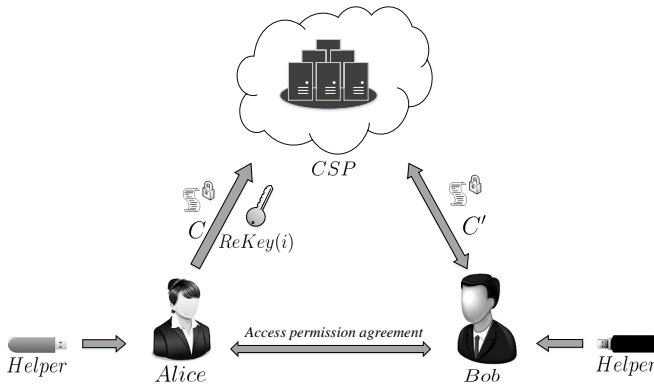 CSP
C
ReKey(i)
C'
Access permission agreement
Helper
Alice
Bob
Helper